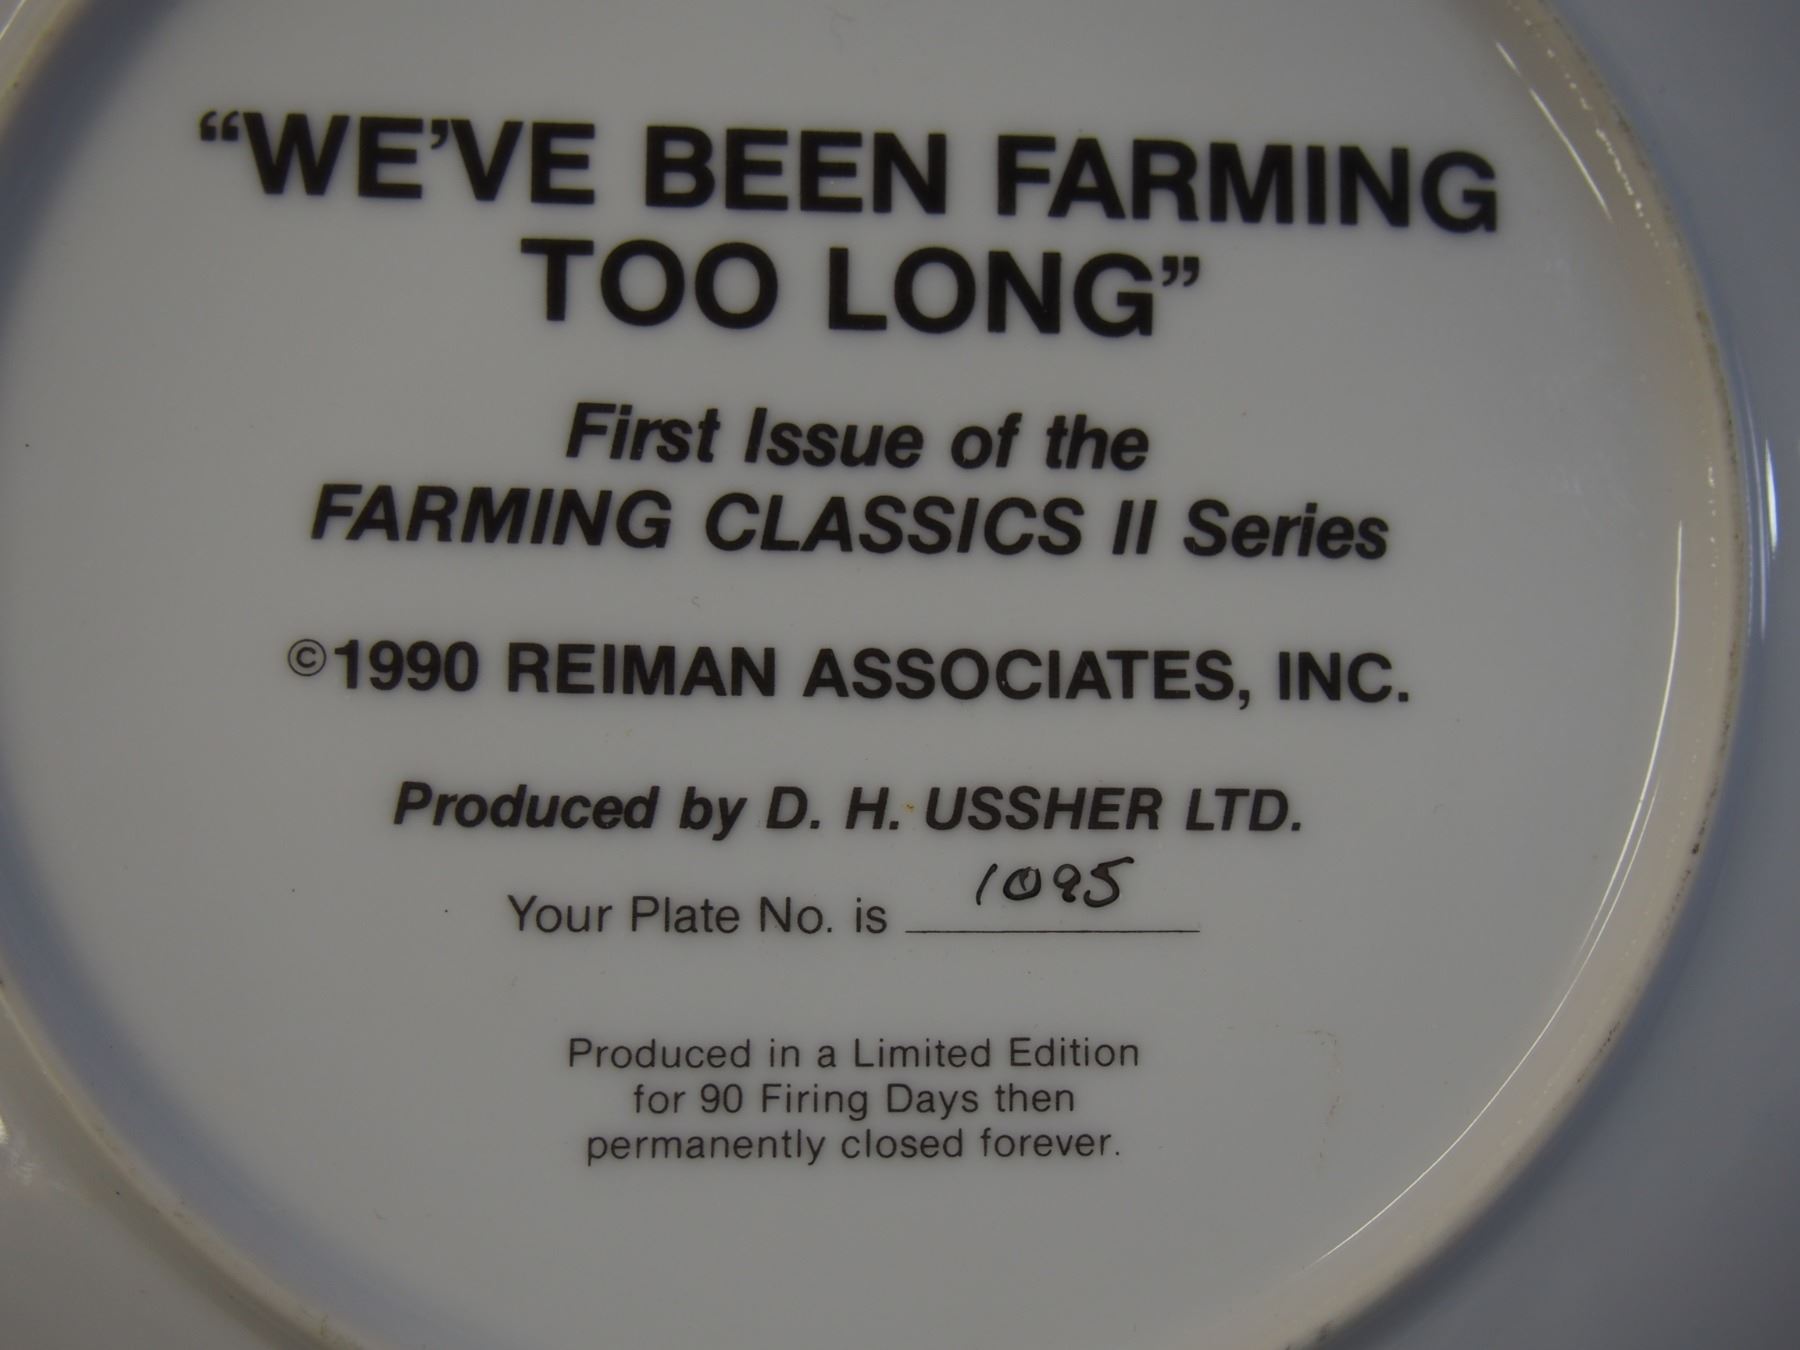 “WE’VE BEEN FARMING
TOO LONG”
First Issue of the
FARMING CLASSICS II Series
©1990 REIMAN ASSOCIATES, INC.
Produced by D. H. USSHER LTD.
Your Plate No. is 1095
Produced in a Limited Edition
for 90 Firing Days then
permanently closed forever.